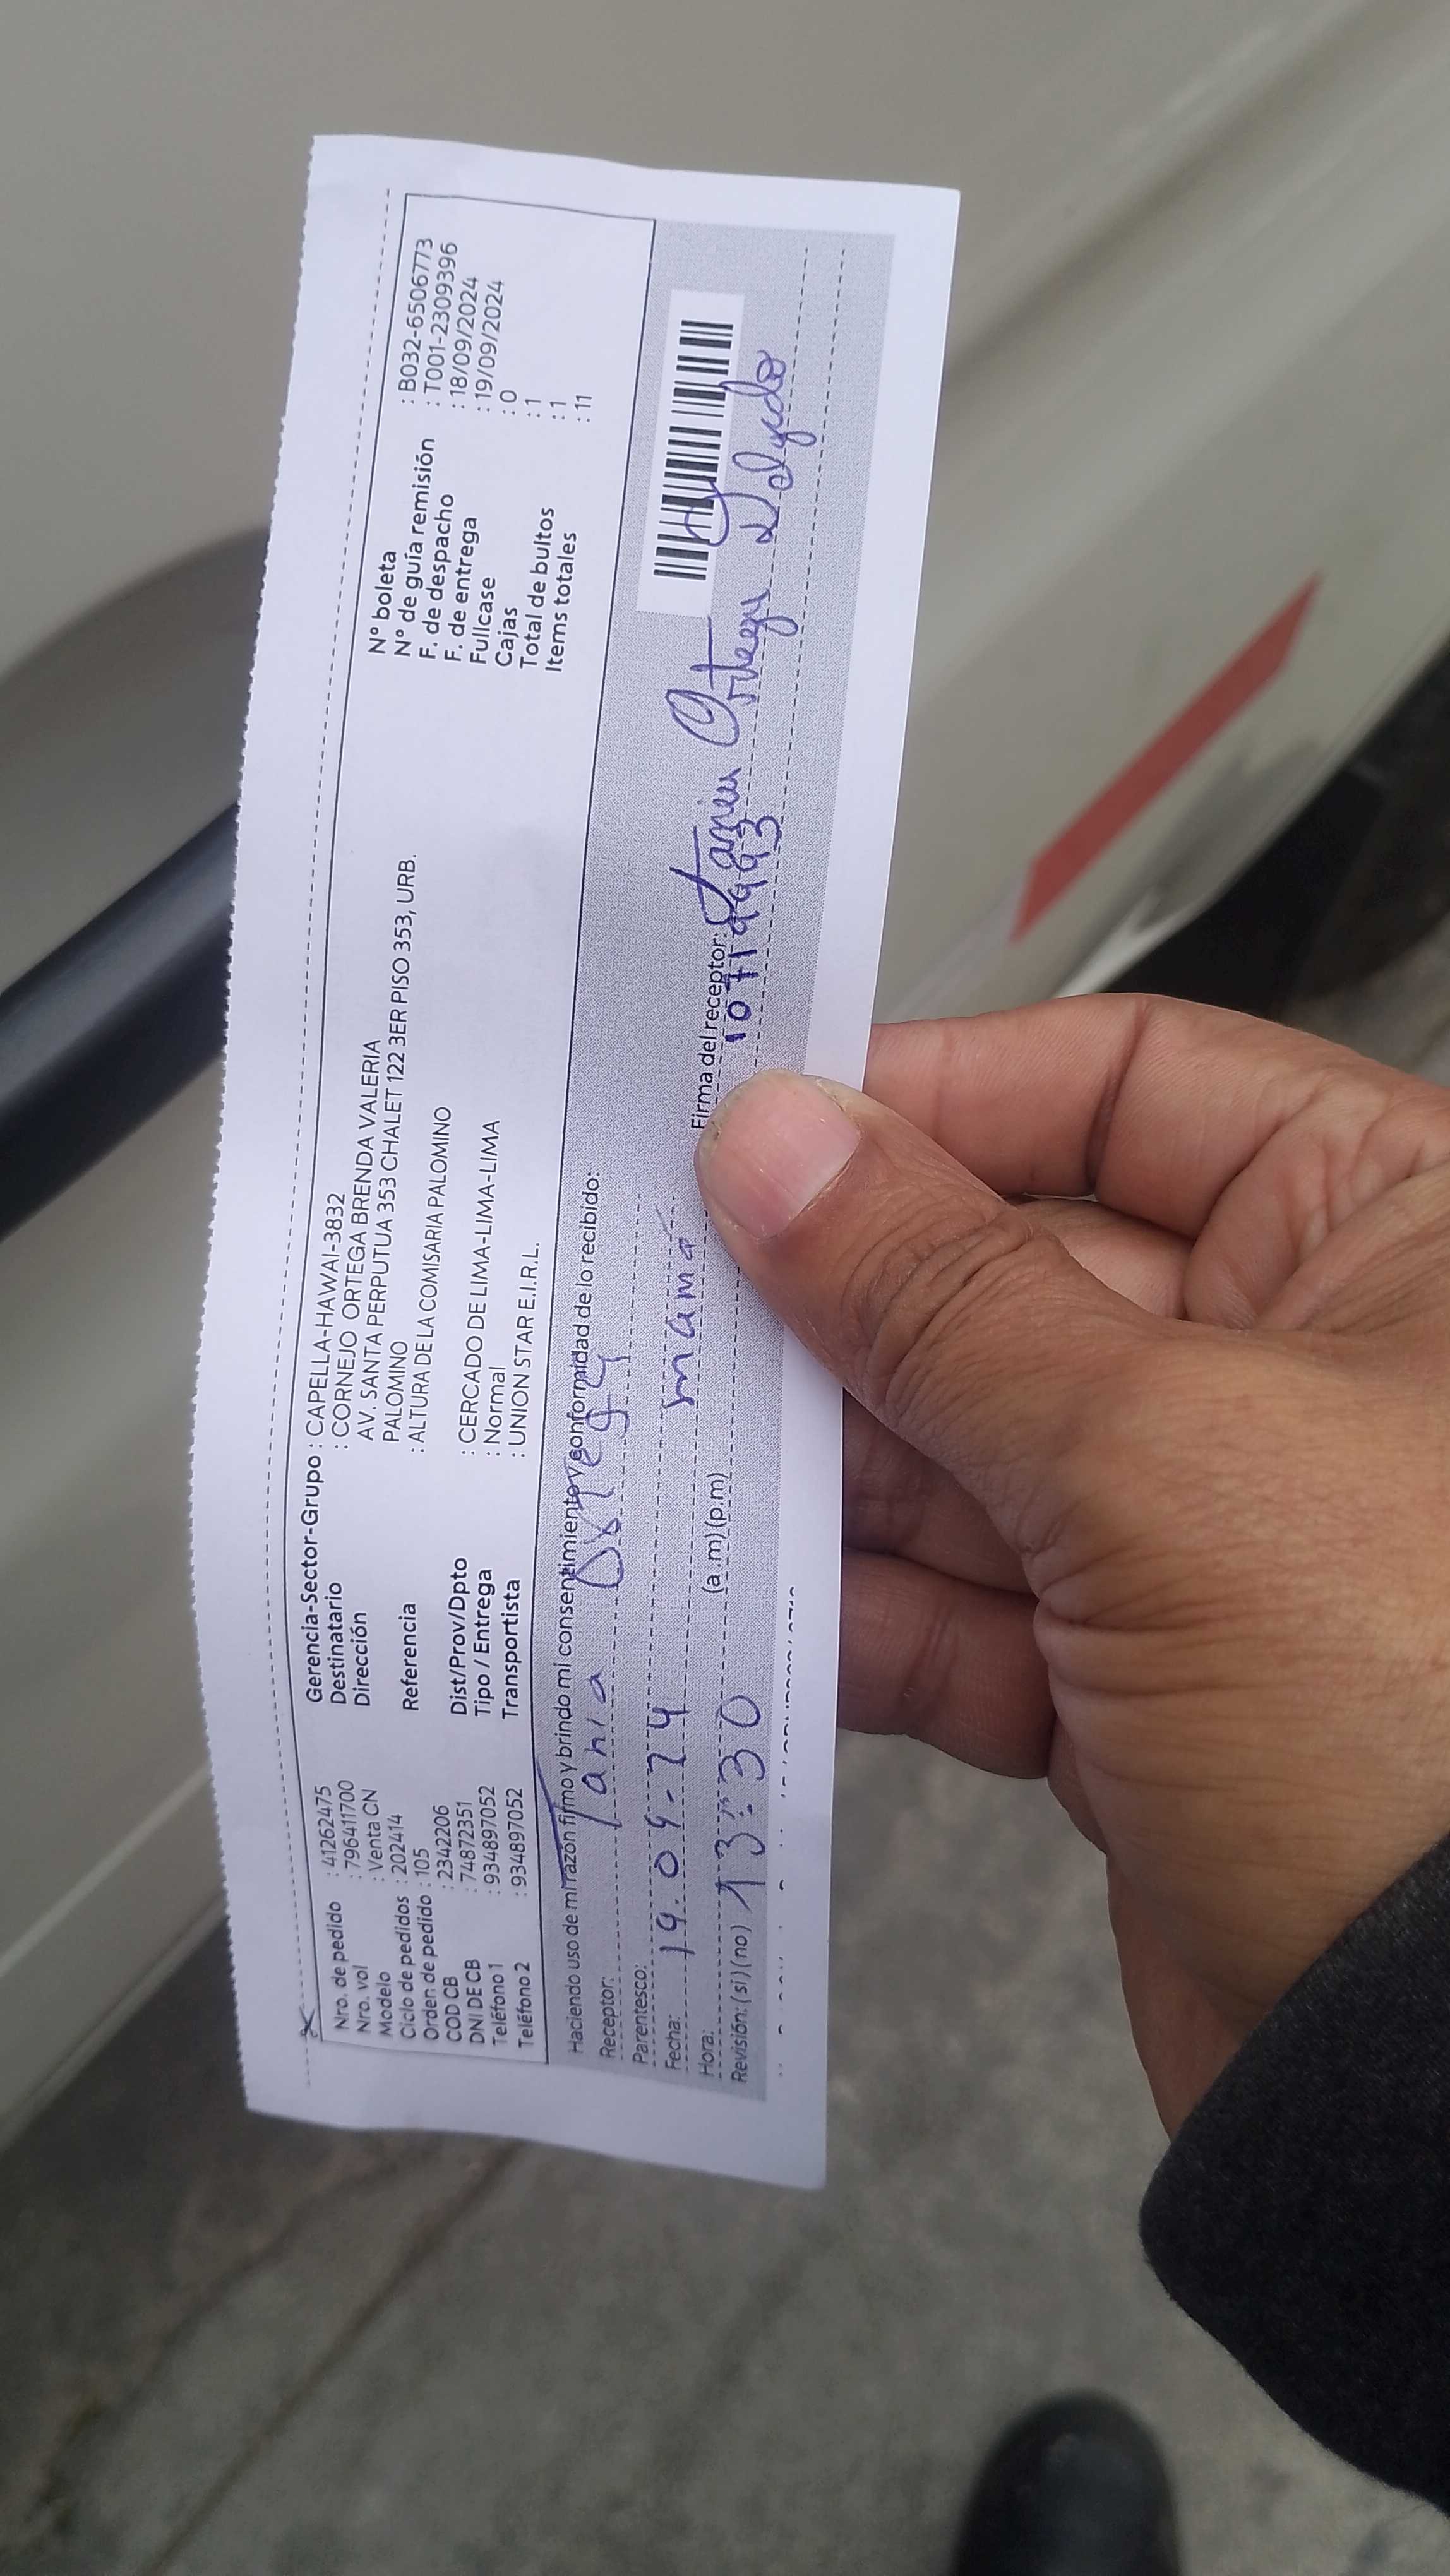 Nro. de pedido : 41262475
Nro. vol : 796411700
Modelo : Venta CN
Ciclo de pedidos : 202414
Orden de pedido : 105
COD CB : 2342206
DNI DE CB : 74872351
Teléfono 1 : 934897052
Teléfono 2 : 934897052
Gerencia-Sector-Grupo : CAPELLA-HAWAI-3832
Destinatario : CORNEJO ORTEGA BRENDA VALERIA
Dirección AV. SANTA PERPUTUA 353 CHALET 122 3ER PISO 353, URB.
PALOMINO
Referencia : ALTURA DE LA COMISARIA PALOMINO
Dist/Prov/Dpto : CERCADO DE LIMA-LIMA-LIMA
Tipo / Entrega : Normal
Transportista : UNION STAR E.I.R.L.
N° boleta : B032-6506773
N° de guía remisión : T001-2309396
F. de despacho : 18/09/2024
F. de entrega : 19/09/2024
Fullcase : 0
Cajas : 1
Total de bultos : 1
Items totales : 11
Haciendo uso de mi razón firmo y brindo mi consentimiento y conformidad de lo recibido:
Receptor: Tania Ortega
Parentesco: mamá
Fecha: 19-09-24
Hora: 13:30 (a.m) (p.m)
Revisión: (si) (no)
Firma del receptor: Tania Ortega